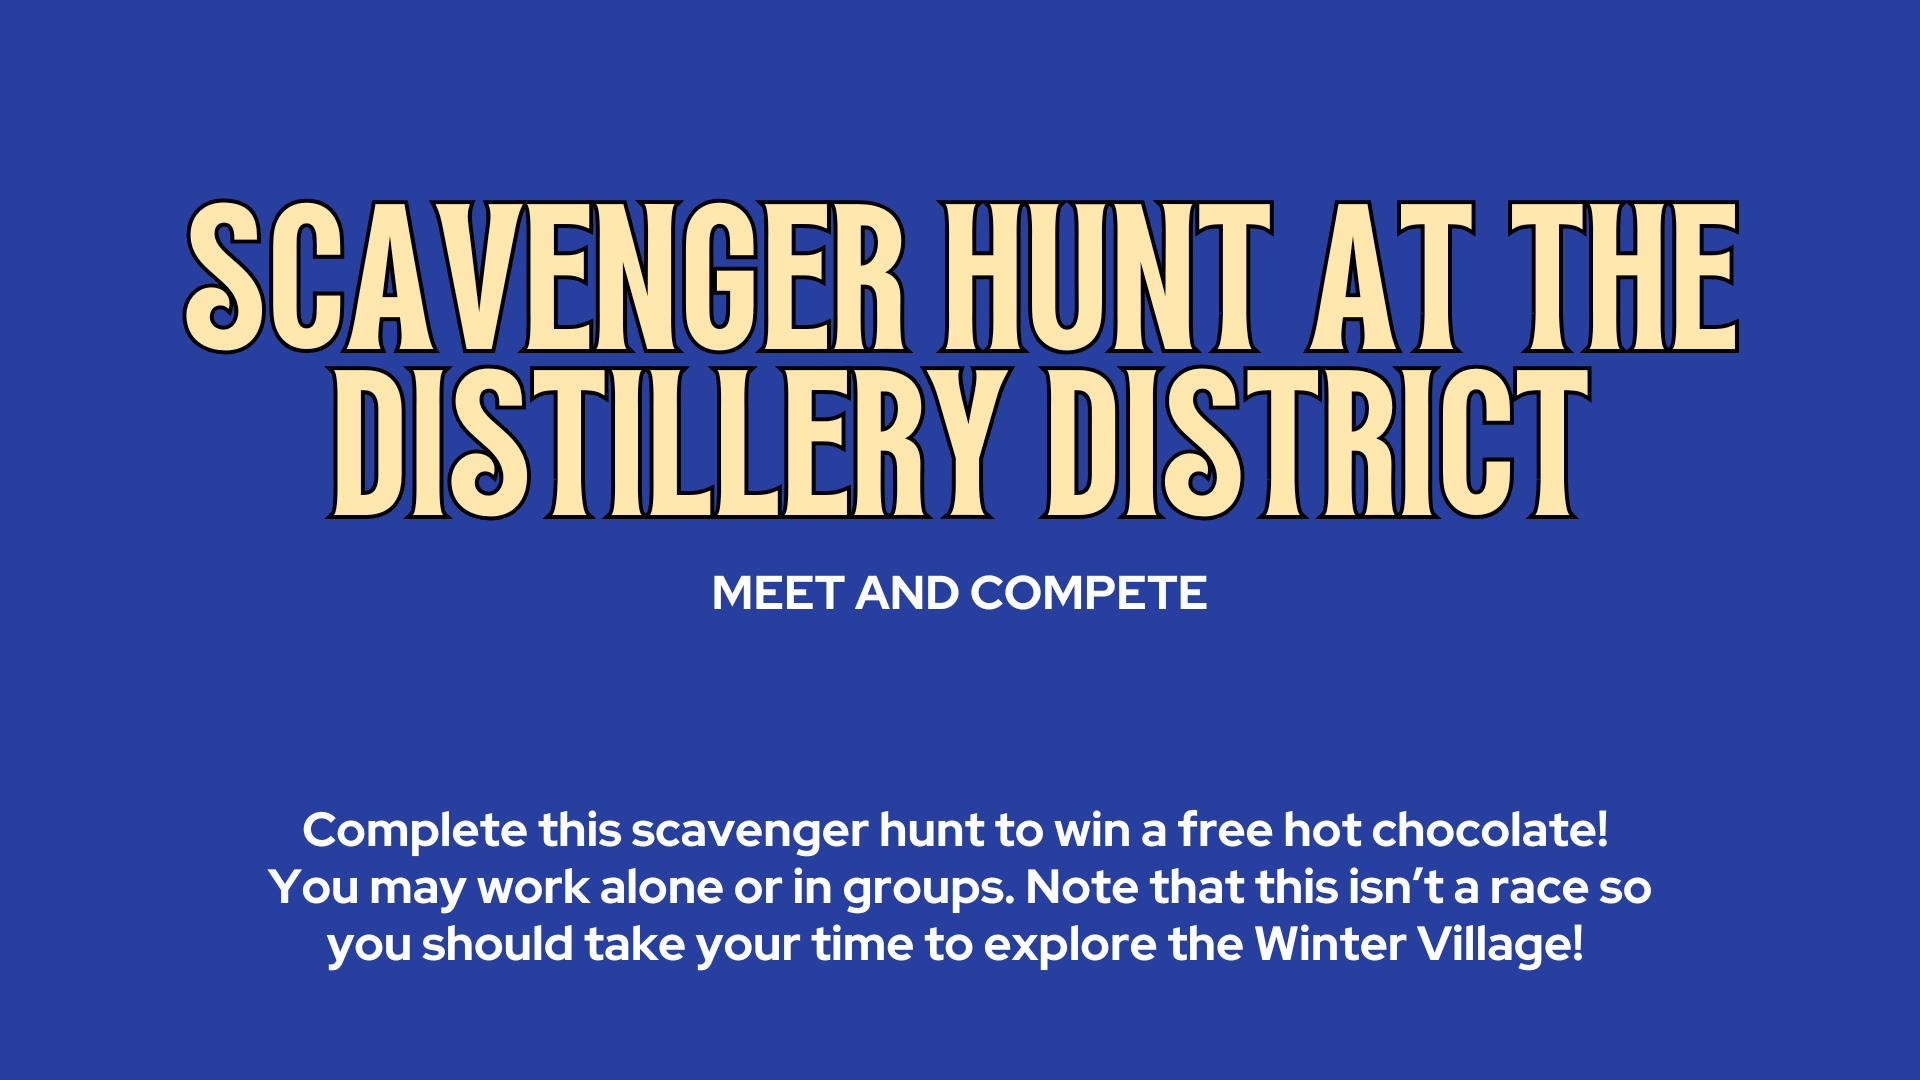 SCAVENGER HUNT AT THE
DISTILLERY DISTRICT
MEET AND COMPETE
Complete this scavenger hunt to win a free hot chocolate!
You may work alone or in groups. Note that this isn’t a race so
you should take your time to explore the Winter Village!